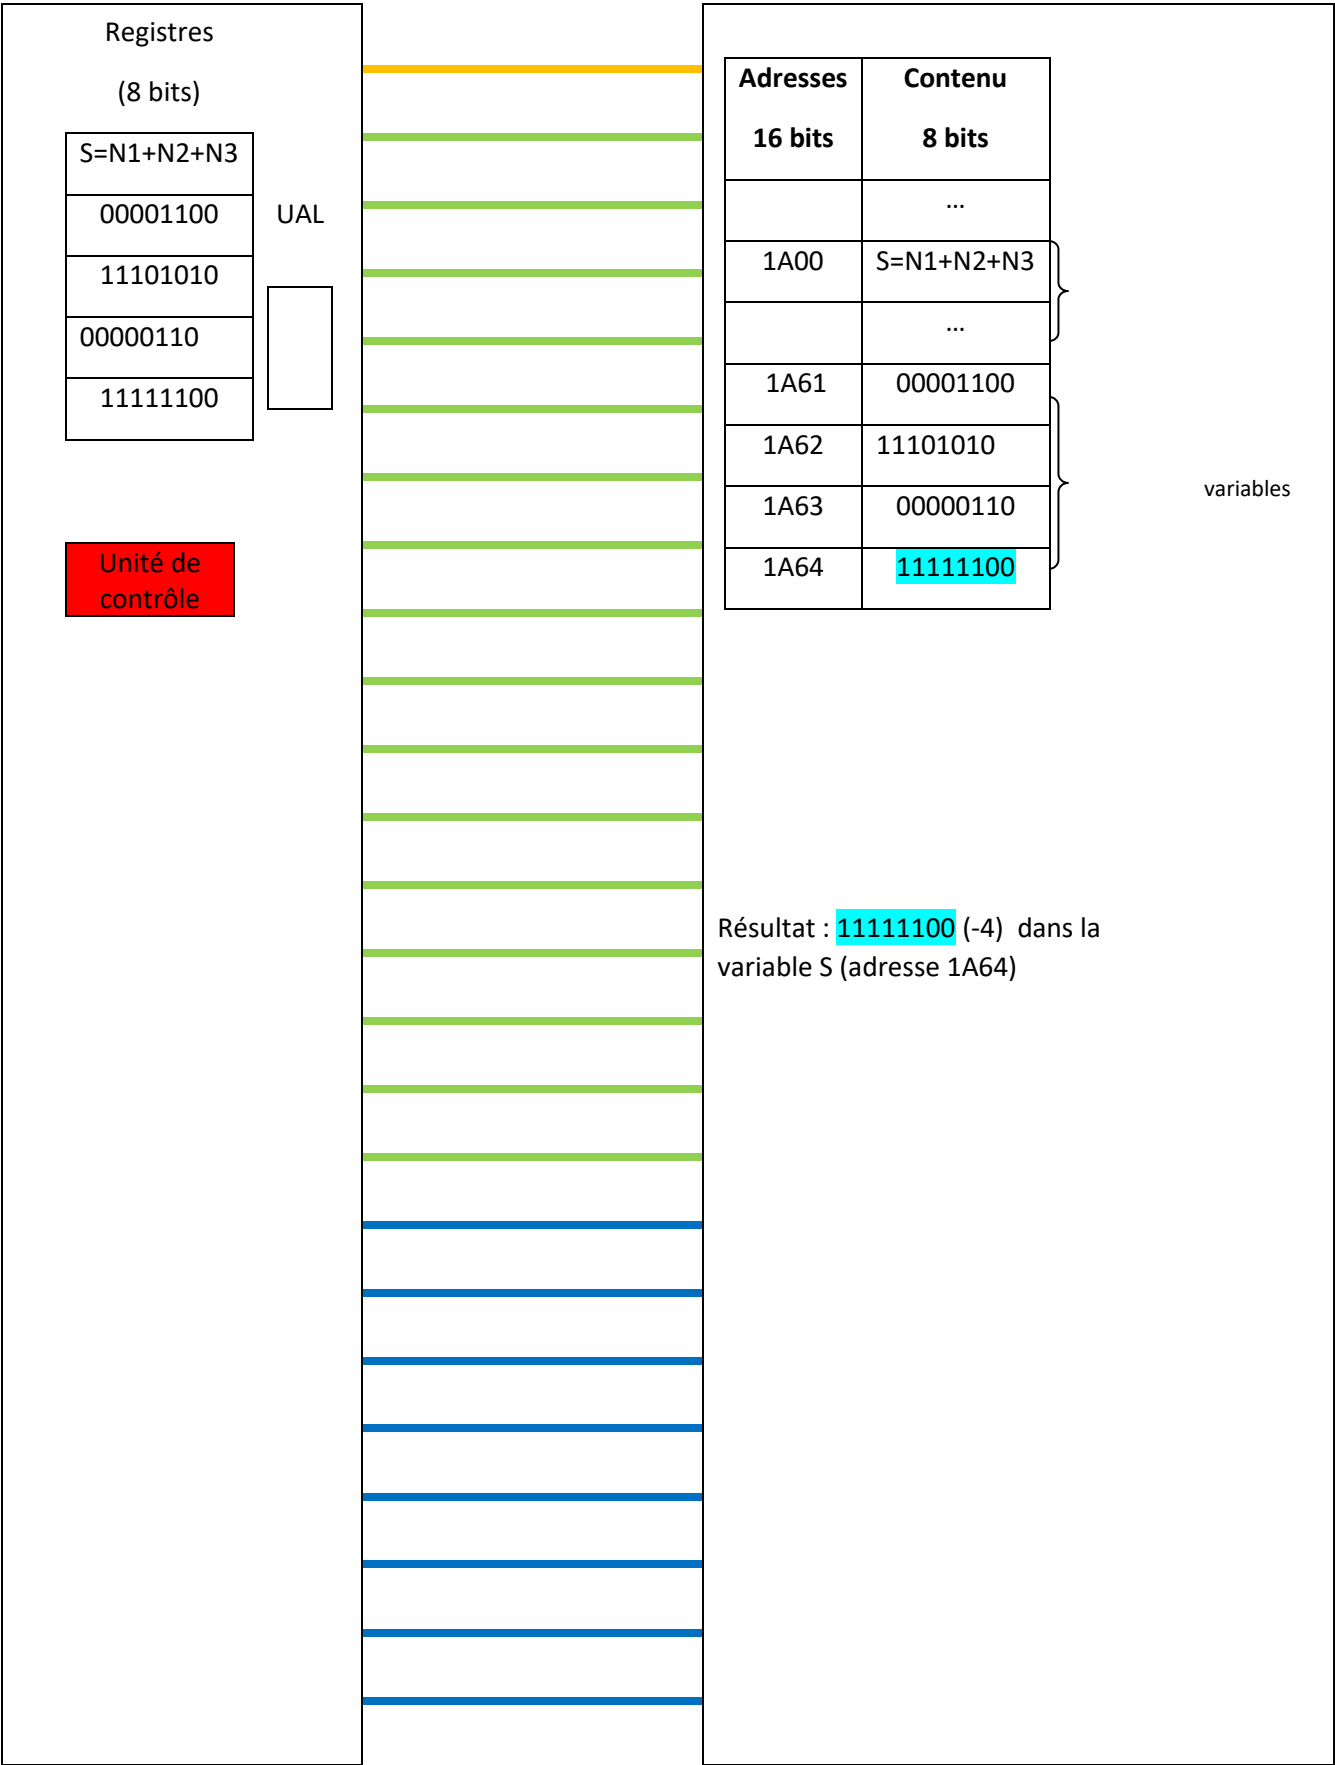 Registres
(8 bits)
S=N1+N2+N3
00001100
11101010
00000110
11111100
UAL
Unité de
contrôle
Adresses
16 bits
Contenu
8 bits
...
1A00 S=N1+N2+N3
...
1A61 00001100
1A62 11101010
1A63 00000110
1A64 11111100
variables
Résultat : 11111100 (-4) dans la
variable S (adresse 1A64)